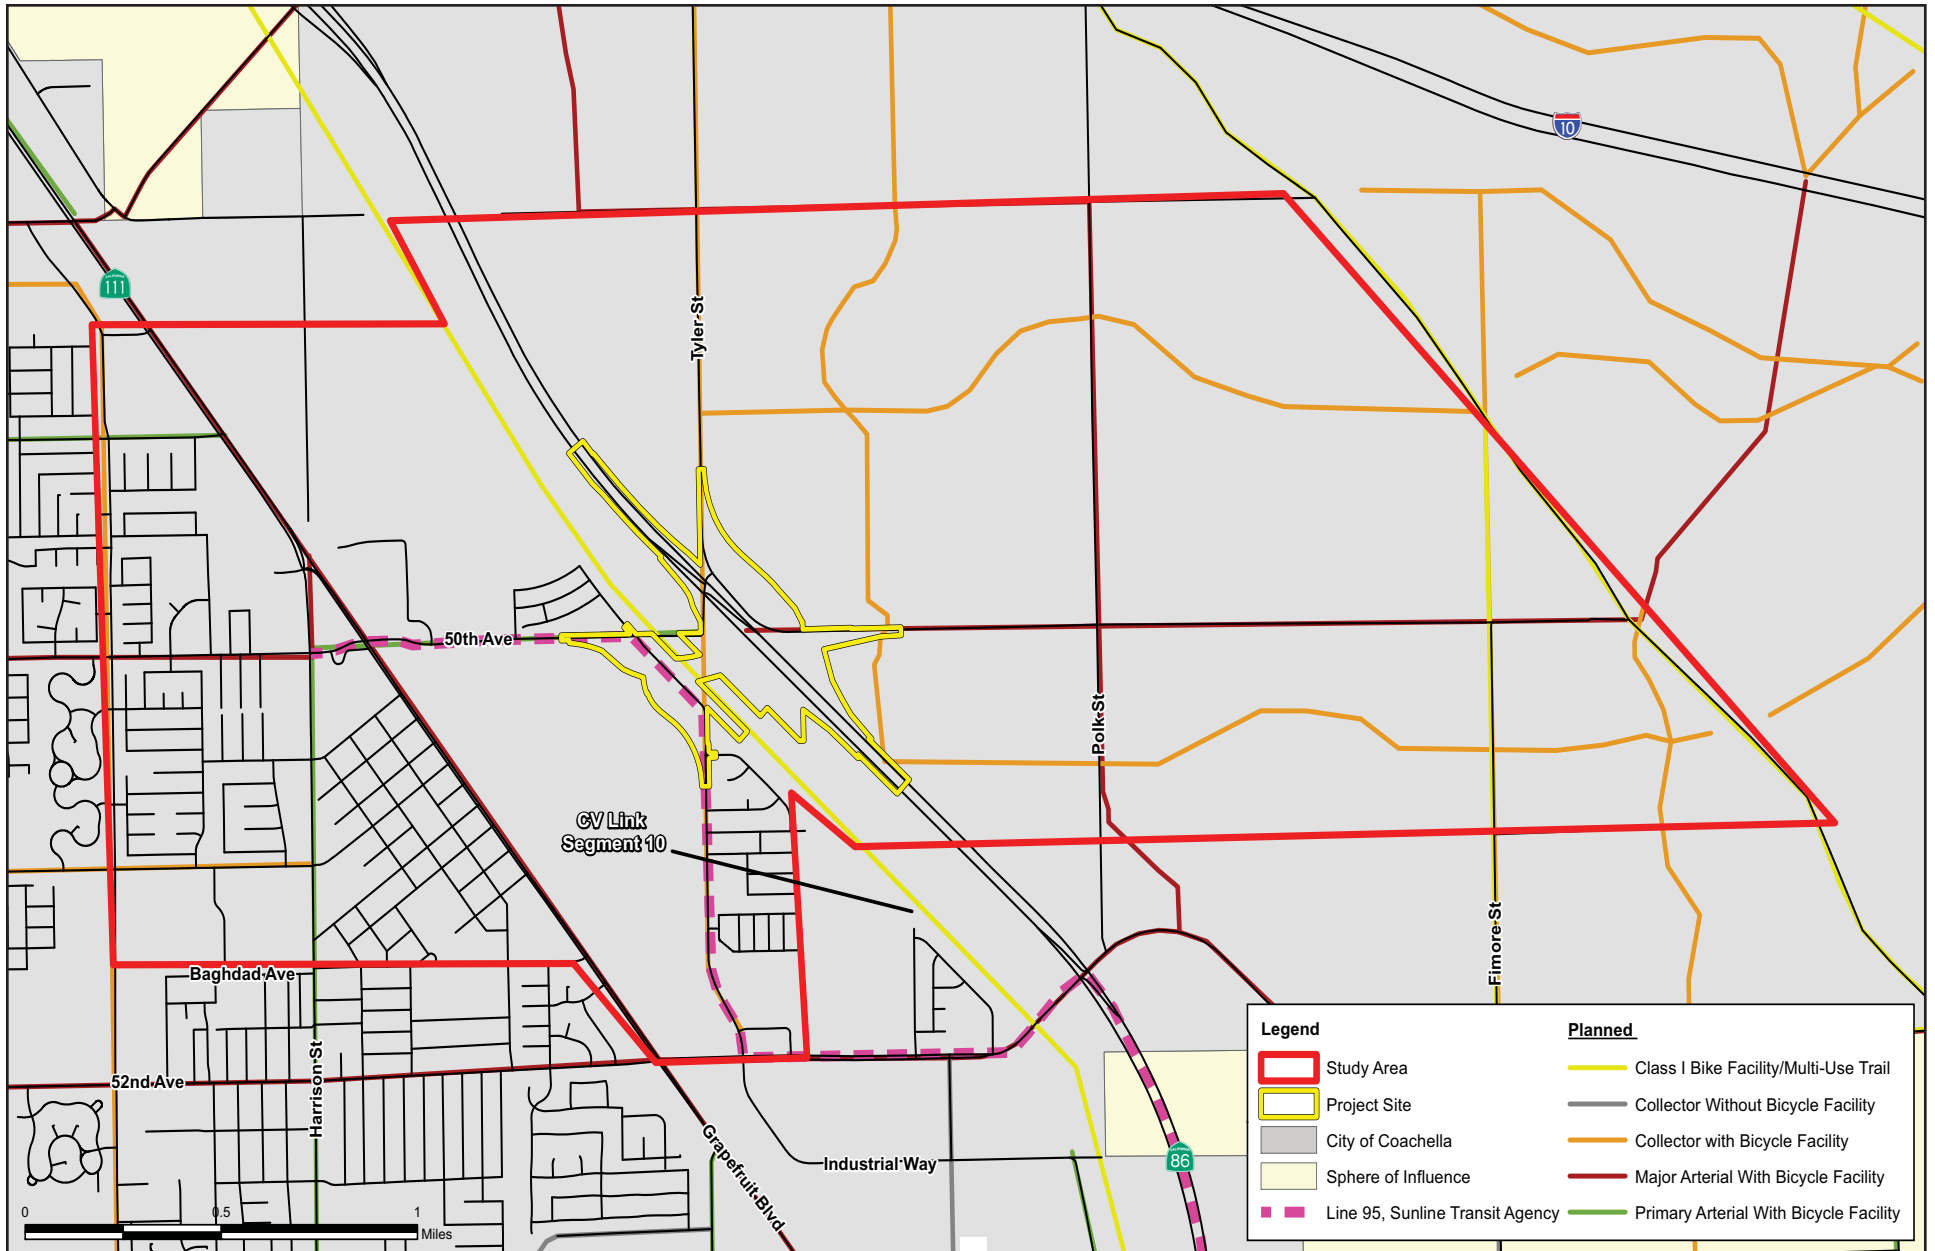 10
CALIFORNIA
111
Tyler St
50th Ave
Polk St
CV Link
Segment 10
Fimore St
Baghdad Ave
Harrison St
52nd Ave
Grapefruit Blvd
Industrial Way
CALIFORNIA
86
0 0.5 1
Miles
Legend
Study Area
Project Site
City of Coachella
Sphere of Influence
Line 95, Sunline Transit Agency
Planned
Class I Bike Facility/Multi-Use Trail
Collector Without Bicycle Facility
Collector with Bicycle Facility
Major Arterial With Bicycle Facility
Primary Arterial With Bicycle Facility